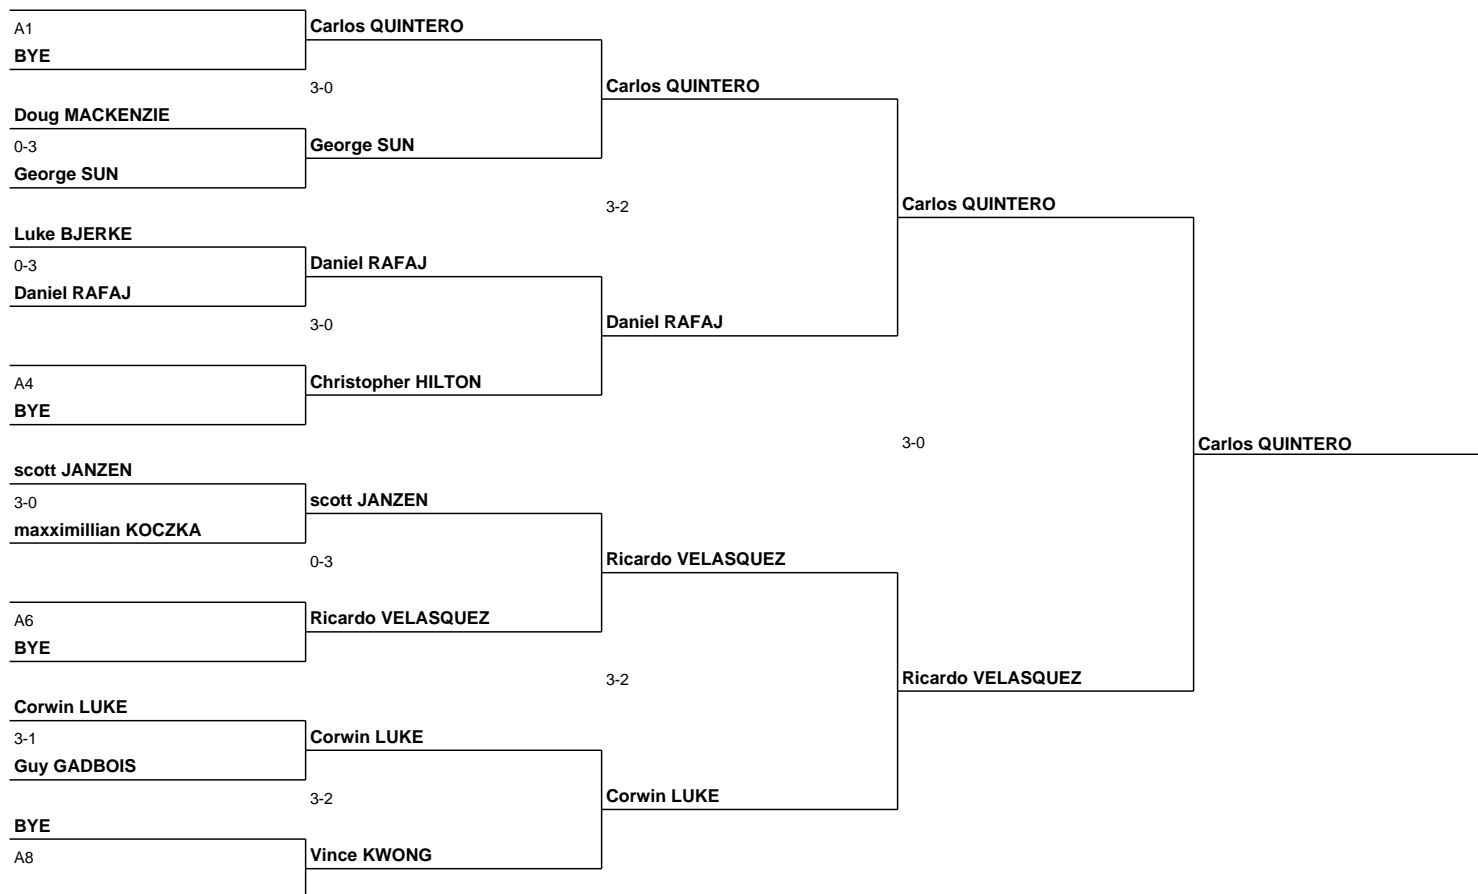 A1
BYE
Doug MACKENZIE
0-3
George SUN
Luke BJERKE
0-3
Daniel RAFAJ
A4
BYE
scott JANZEN
3-0
maxximillian KOCZKA
A6
BYE
Corwin LUKE
3-1
Guy GADBOIS
BYE
A8
Carlos QUINTERO
3-0
George SUN
Daniel RAFAJ
3-0
Christopher HILTON
scott JANZEN
0-3
Ricardo VELASQUEZ
Corwin LUKE
3-2
Vince KWONG
Carlos QUINTERO
3-2
Daniel RAFAJ
Ricardo VELASQUEZ
3-2
Corwin LUKE
Carlos QUINTERO
3-0
Ricardo VELASQUEZ
Carlos QUINTERO